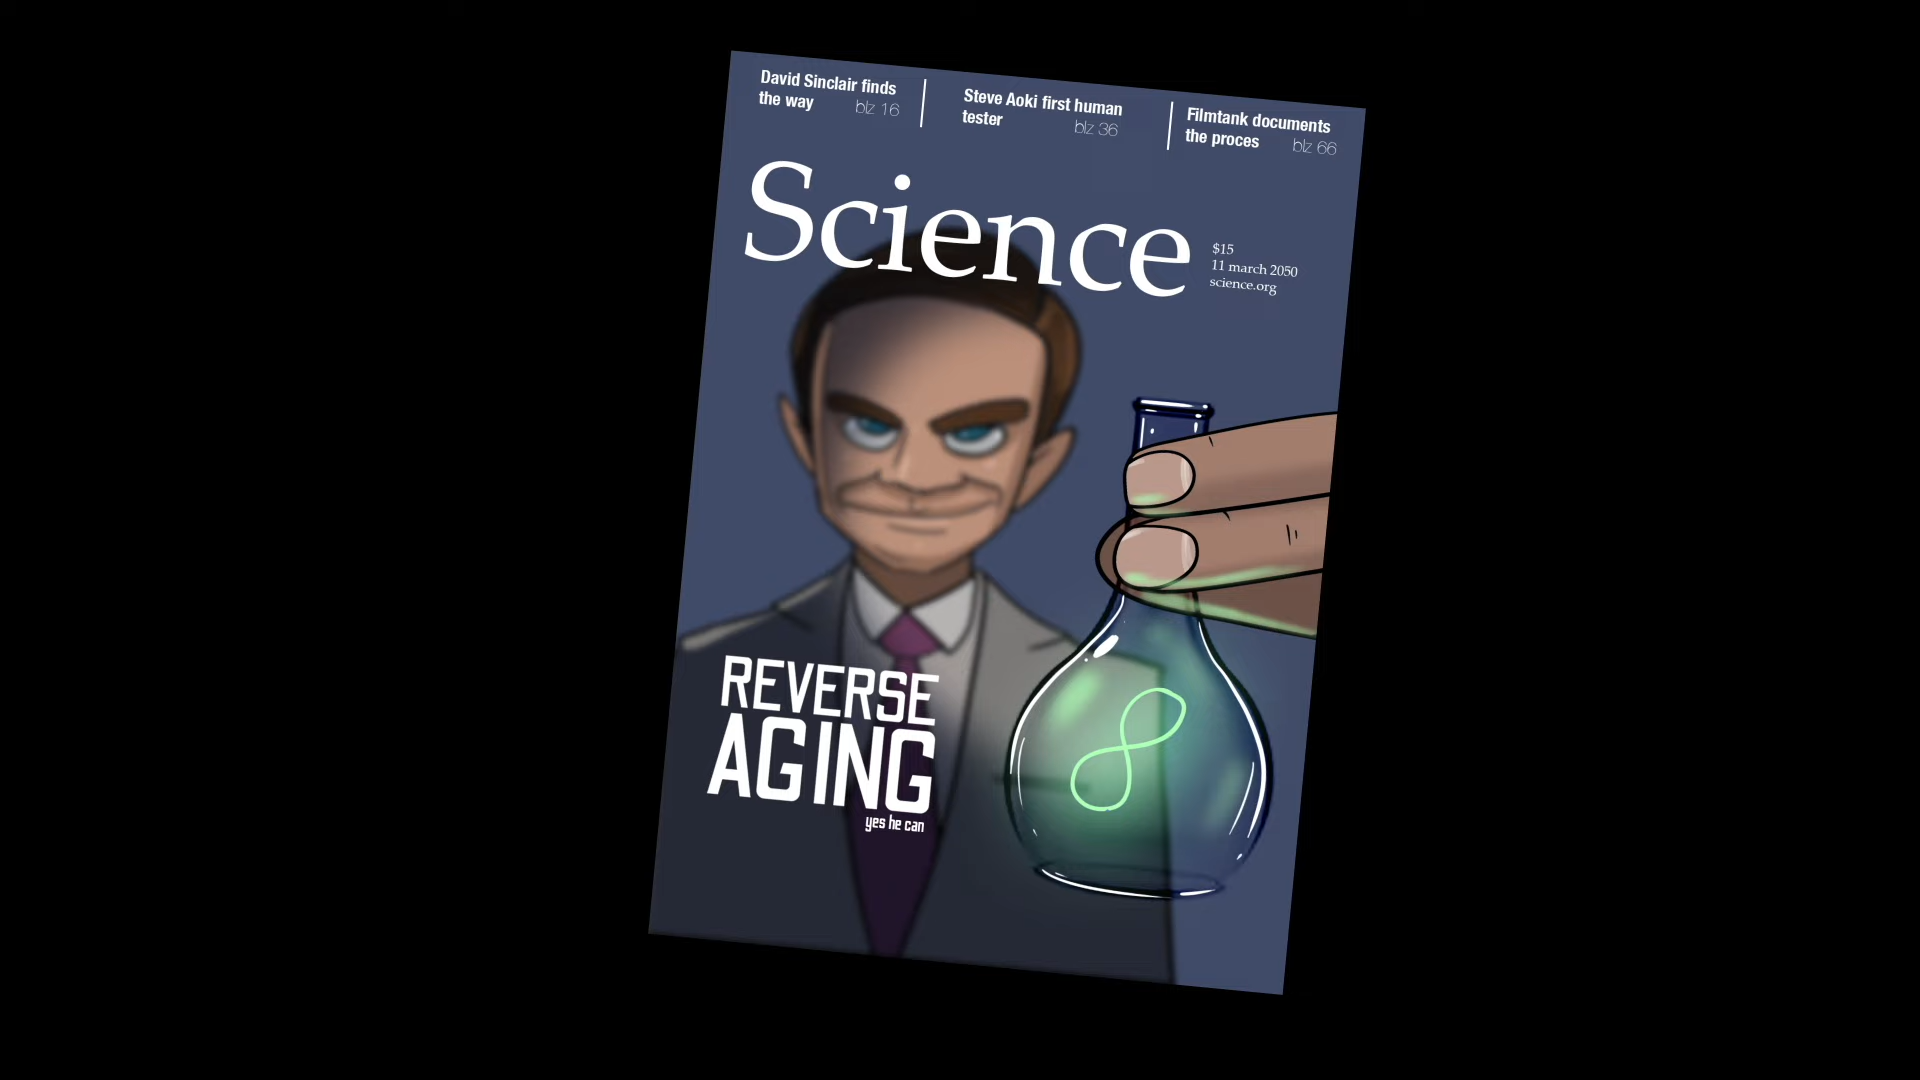 David Sinclair finds
the way blz 16
Steve Aoki first human
tester blz 36
Filmtank documents
the proces blz 66
Science
$15
11 march 2050
science.org
REVERSE
AGING
yes he can